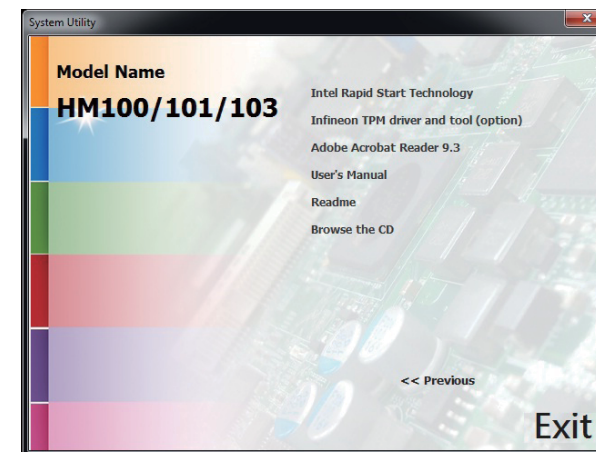 System Utility
Model Name
HM100/101/103
Intel Rapid Start Technology
Infineon TPM driver and tool (option)
Adobe Acrobat Reader 9.3
User's Manual
Readme
Browse the CD
<< Previous
Exit